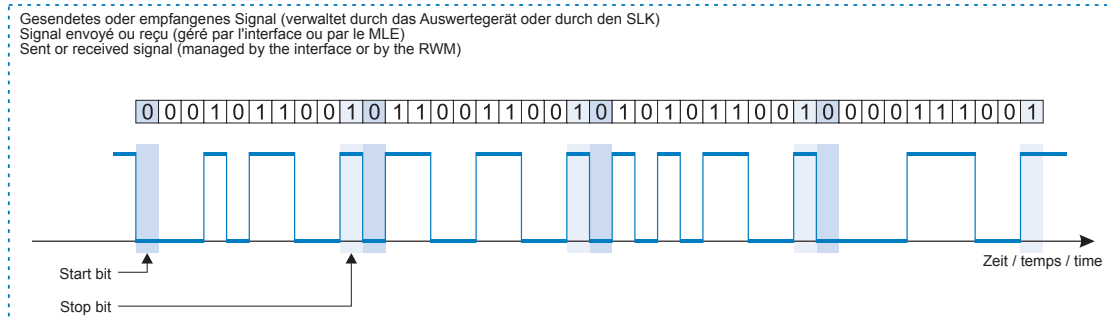 Gesendetes oder empfangenes Signal (verwaltet durch das Auswertegerät oder durch den SLK)
Signal envoyé ou reçu (géré par l'interface ou par le MLE)
Sent or received signal (managed by the interface or by the RWM)
0 0 0 1 0 1 1 0 0 1 0 1 1 0 0 1 1 0 0 1 0 1 0 1 0 1 1 0 0 1 0 0 0 0 1 1 1 0 0 1
Zeit / temps / time
Start bit
Stop bit